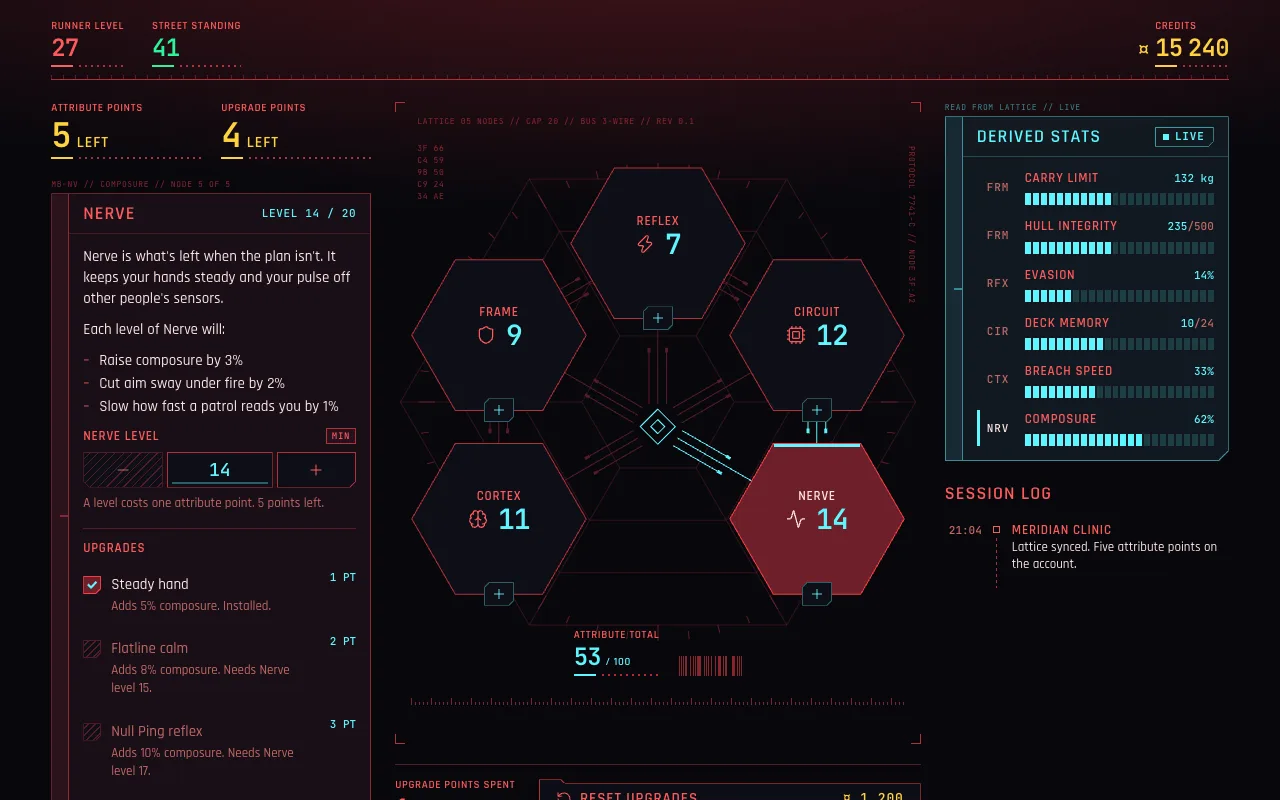 RUNNER LEVEL
27
STREET STANDING
41
CREDITS
¤ 15 240
ATTRIBUTE POINTS
5 LEFT
UPGRADE POINTS
4 LEFT
MB-NV // COMPOSURE // NODE 5 OF 5
NERVE
LEVEL 14 / 20
Nerve is what's left when the plan isn't. It
keeps your hands steady and your pulse off
other people's sensors.
Each level of Nerve will:
- Raise composure by 3%
- Cut aim sway under fire by 2%
- Slow how fast a patrol reads you by 1%
NERVE LEVEL
MIN
− 14 +
A level costs one attribute point. 5 points left.
UPGRADES
Steady hand
1 PT
Adds 5% composure. Installed.
Flatline calm
2 PT
Adds 8% composure. Needs Nerve
level 15.
Null Ping reflex
3 PT
Adds 10% composure. Needs Nerve
level 17.
LATTICE 05 NODES // CAP 20 // BUS 3-WIRE // REV 6.1
C4 59
9B 50
C9 24
34 AE
REFLEX
7
+
FRAME
9
+
CIRCUIT
12
+
CORTEX
11
+
NERVE
14
+
ATTRIBUTE TOTAL
53 / 100
UPGRADE POINTS SPENT
RESET UPGRADES
¤ 1 200
READ FROM LATTICE // LIVE
DERIVED STATS
LIVE
FRM
CARRY LIMIT
132 kg
FRM
HULL INTEGRITY
235/500
RFX
EVASION
14%
CIR
DECK MEMORY
10/24
CTX
BREACH SPEED
33%
NRV
COMPOSURE
62%
SESSION LOG
21:04
MERIDIAN CLINIC
Lattice synced. Five attribute points on
the account.